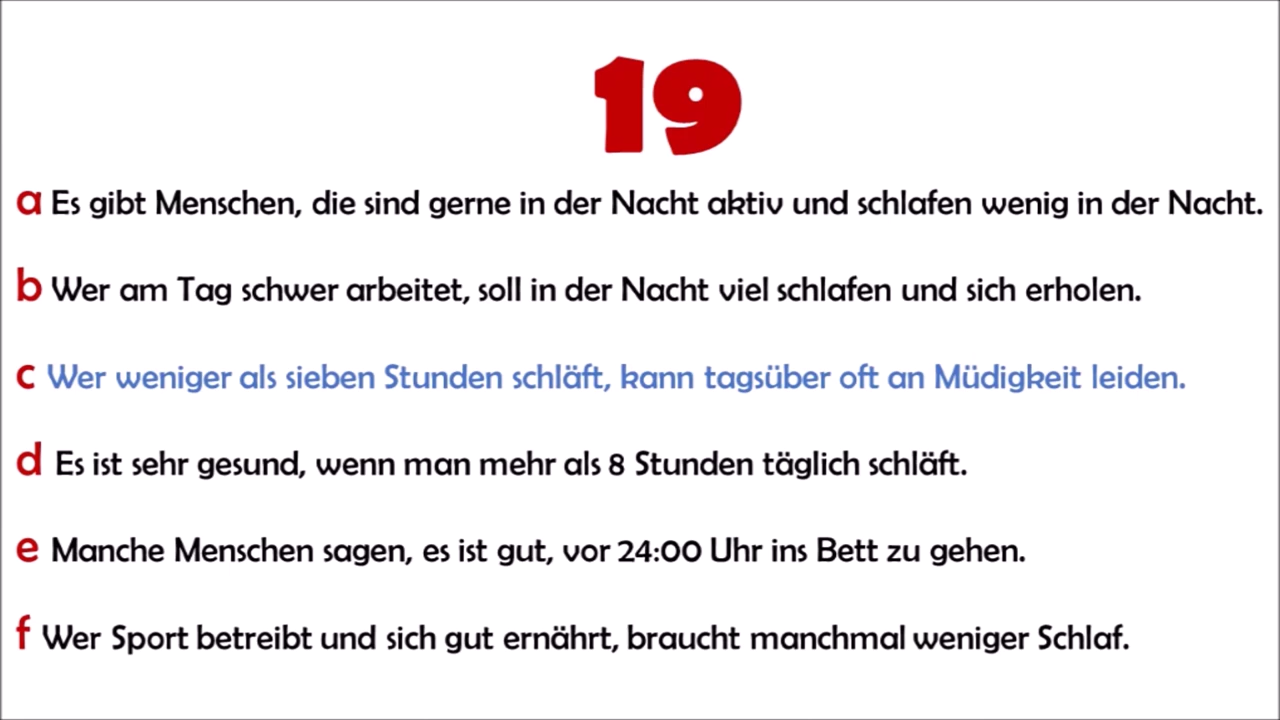 19
a Es gibt Menschen, die sind gerne in der Nacht aktiv und schlafen wenig in der Nacht.
b Wer am Tag schwer arbeitet, soll in der Nacht viel schlafen und sich erholen.
c Wer weniger als sieben Stunden schläft, kann tagsüber oft an Müdigkeit leiden.
d Es ist sehr gesund, wenn man mehr als 8 Stunden täglich schläft.
e Manche Menschen sagen, es ist gut, vor 24:00 Uhr ins Bett zu gehen.
f Wer Sport betreibt und sich gut ernährt, braucht manchmal weniger Schlaf.